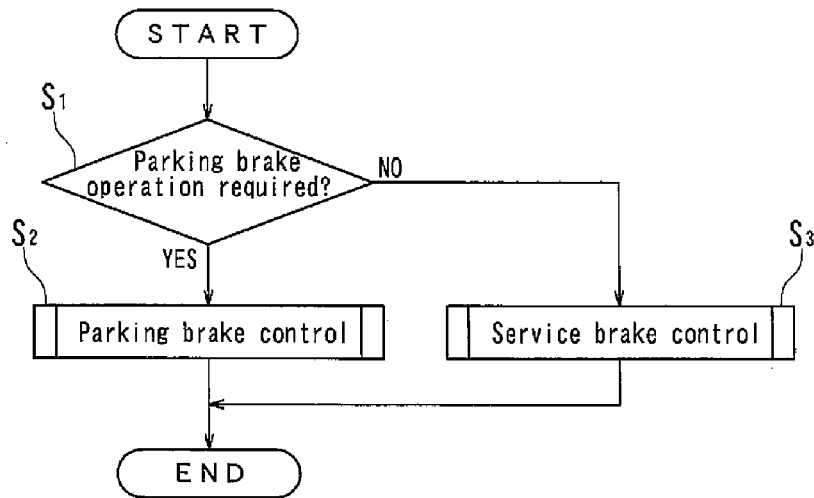 START
S1
Parking brake
operation required?
NO
YES
S2
S3
Parking brake control
Service brake control
END